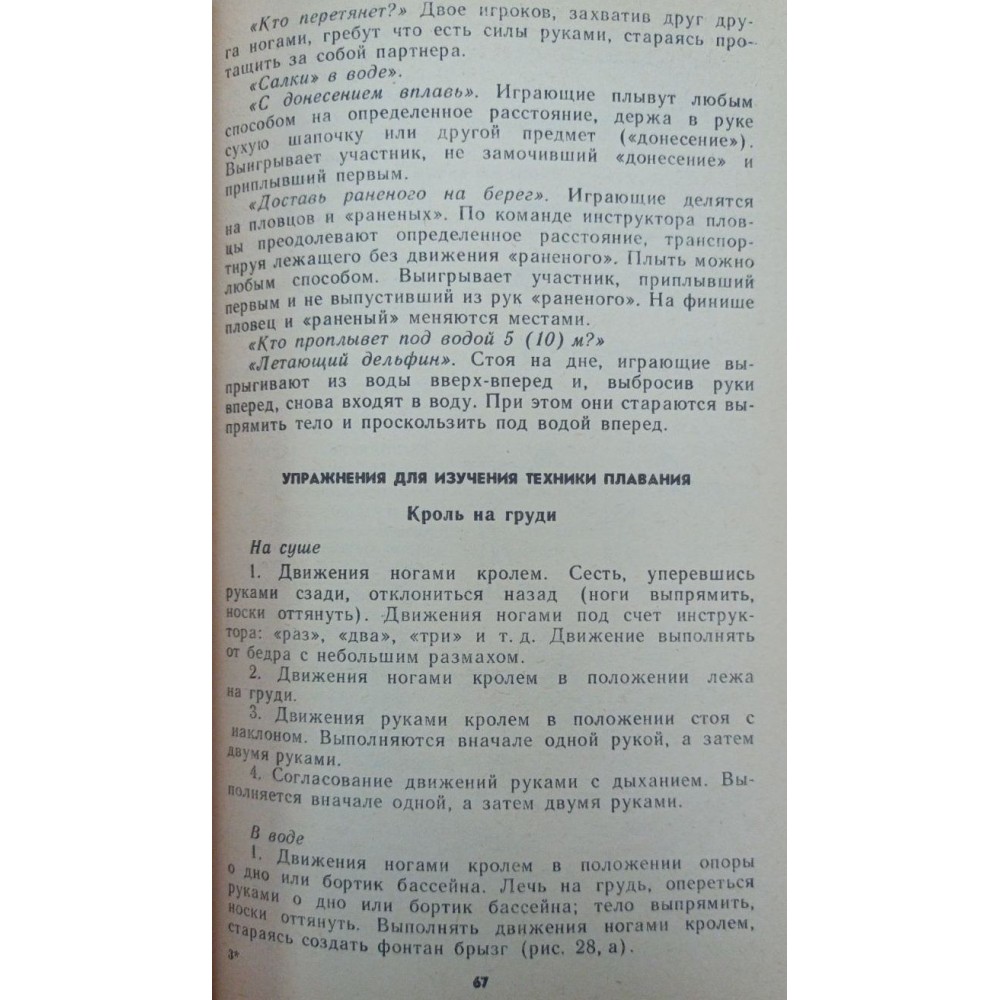 «Кто перетянет?» Двое игроков, захватив друг дру-
га ногами, гребут что есть силы руками, стараясь про-
тащить за собой партнера.
«Салки» в воде».
«С донесением вплавь». Играющие плывут любым
способом на определенное расстояние, держа в руке
сухую шапочку или другой предмет («донесение»).
Выигрывает участник, не замочивший «донесение» и
приплывший первым.
«Доставь раненого на берег». Играющие делятся
на пловцов и «раненых». По команде инструктора плов-
цы преодолевают определенное расстояние, транспор-
тируя лежащего без движения «раненого». Плыть можно
любым способом. Выигрывает участник, приплывший
первым и не выпустивший из рук «раненого». На финише
пловец и «раненый» меняются местами.
«Кто проплывет под водой 5 (10) м?»
«Летающий дельфин». Стоя на дне, играющие вы-
прыгивают из воды вверх-вперед и, выбросив руки
вперед, снова входят в воду. При этом они стараются вы-
прямить тело и проскользить под водой вперед.
УПРАЖНЕНИЯ ДЛЯ ИЗУЧЕНИЯ ТЕХНИКИ ПЛАВАНИЯ
Кроль на груди
На суше
1. Движения ногами кролем. Сесть, уперевшись
руками сзади, отклониться назад (ноги выпрямить,
носки оттянуть). Движения ногами под счет инструк-
тора: «раз», «два», «три» и т. д. Движение выполнять
от бедра с небольшим размахом.
2. Движения ногами кролем в положении лежа
на груди.
3. Движения руками кролем в положении стоя с
наклоном. Выполняются вначале одной рукой, а затем
двумя руками.
4. Согласование движений руками с дыханием. Вы-
полняется вначале одной, а затем двумя руками.
В воде
1. Движения ногами кролем в положении опоры
о дно или бортик бассейна. Лечь на грудь, опереться
руками о дно или бортик бассейна; тело выпрямить,
носки оттянуть. Выполнять движения ногами кролем,
стараясь создать фонтан брызг (рис. 28, а).
3*
67